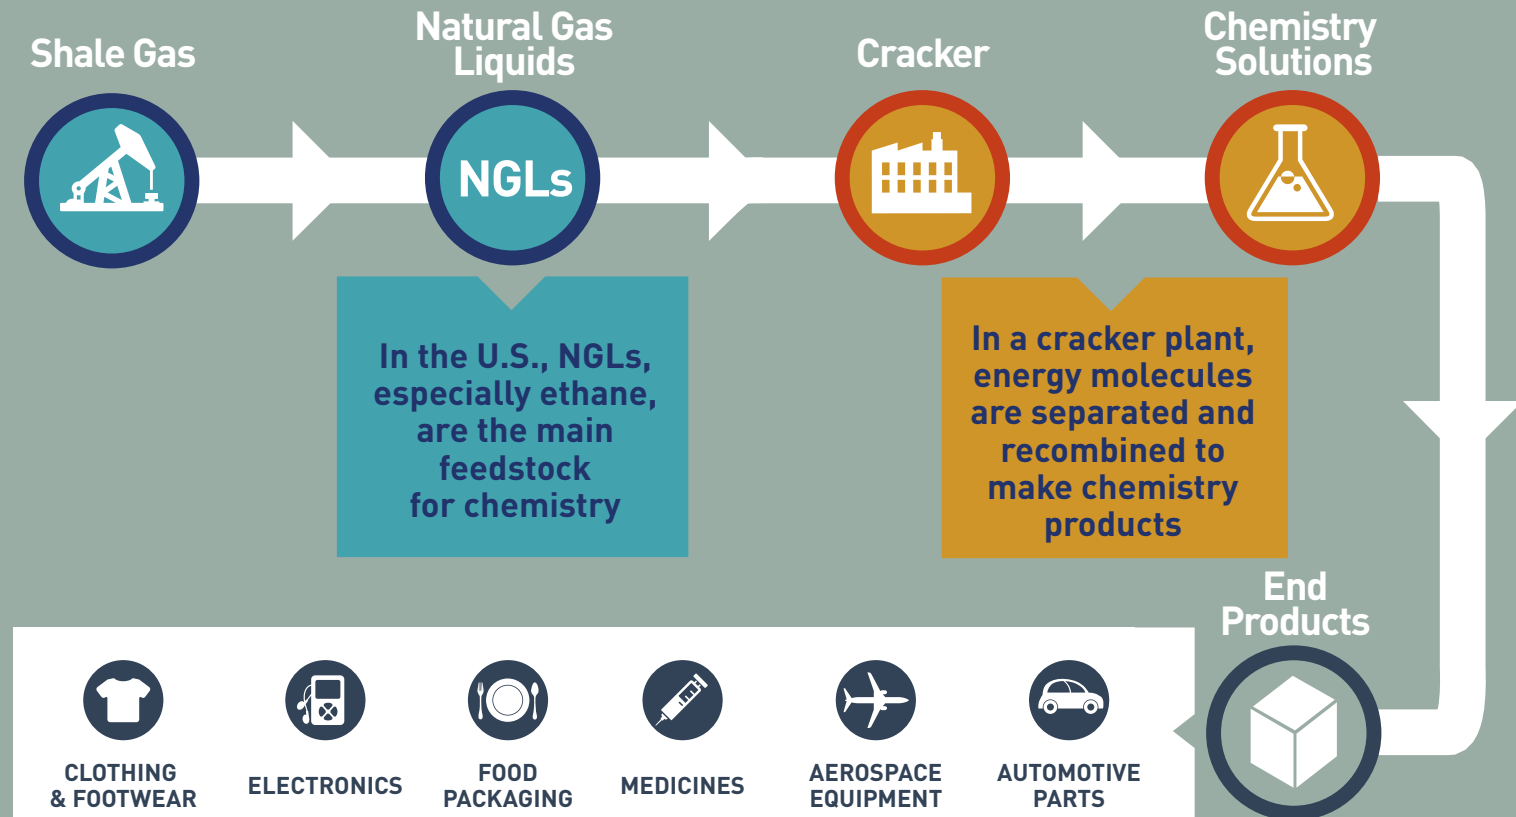 Shale Gas
Natural Gas
Liquids
Cracker
Chemistry
Solutions
NGLs
In the U.S., NGLs,
especially ethane,
are the main
feedstock
for chemistry
In a cracker plant,
energy molecules
are separated and
recombined to
make chemistry
products
End
Products
CLOTHING
& FOOTWEAR
ELECTRONICS
FOOD
PACKAGING
MEDICINES
AEROSPACE
EQUIPMENT
AUTOMOTIVE
PARTS